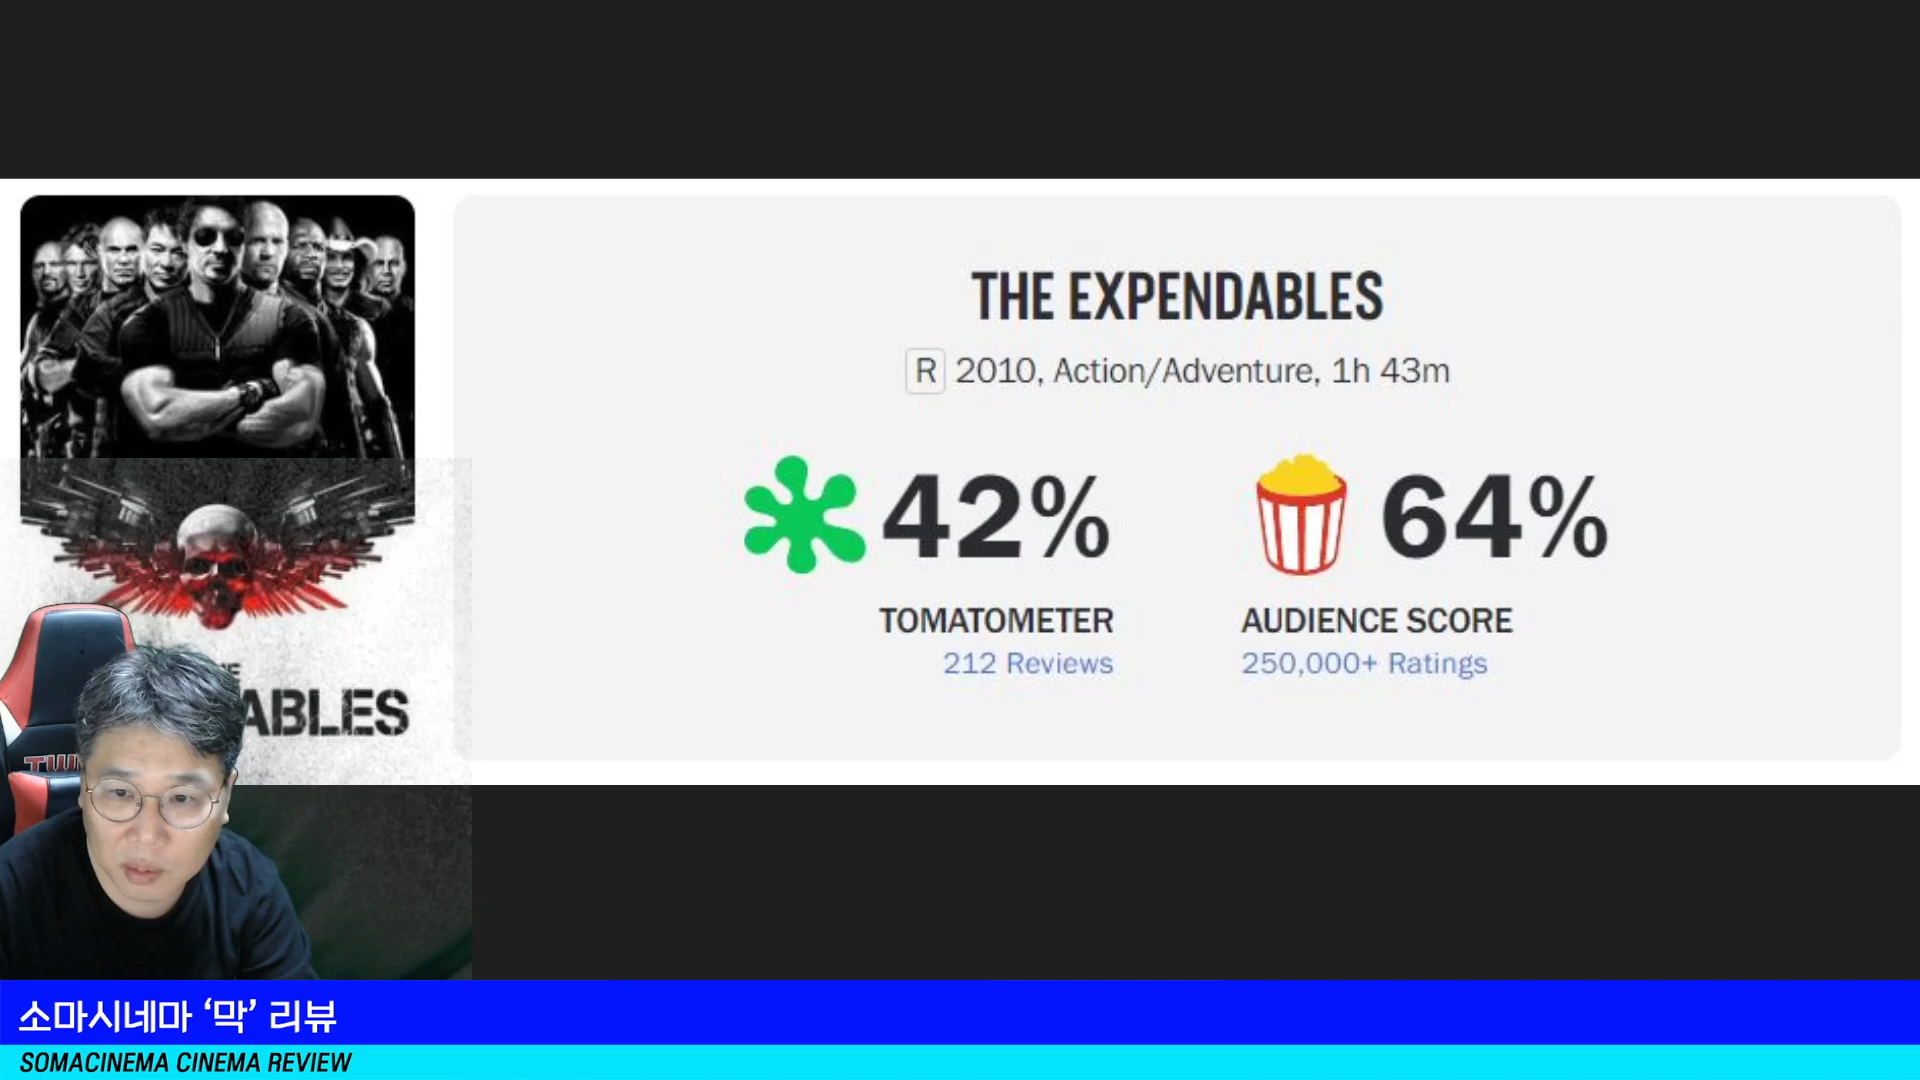 THE EXPENDABLES
R 2010, Action/Adventure, 1h 43m
42%
64%
TOMATOMETER
AUDIENCE SCORE
212 Reviews
250,000+ Ratings
ABLES
소마시네마 ‘막’ 리뷰
SOMACINEMA CINEMA REVIEW